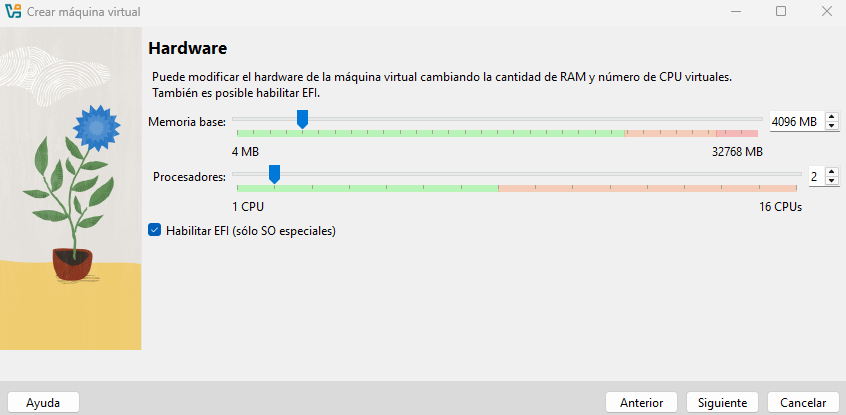 Crear máquina virtual
Hardware
Puede modificar el hardware de la máquina virtual cambiando la cantidad de RAM y número de CPU virtuales.
También es posible habilitar EFI.
Memoria base: 4096 MB
4 MB 32768 MB
Procesadores: 2
1 CPU 16 CPUs
Habilitar EFI (sólo SO especiales)
Ayuda Anterior Siguiente Cancelar